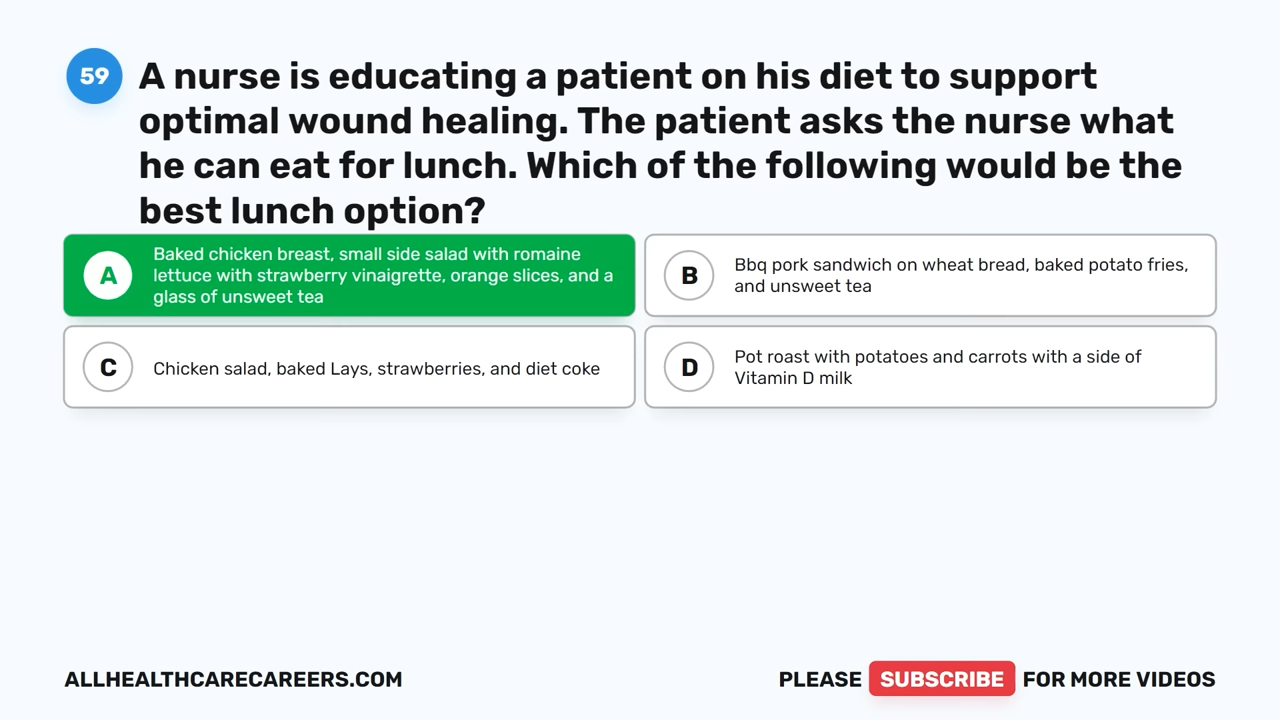 59
A nurse is educating a patient on his diet to support
optimal wound healing. The patient asks the nurse what
he can eat for lunch. Which of the following would be the
best lunch option?
A
Baked chicken breast, small side salad with romaine
lettuce with strawberry vinaigrette, orange slices, and a
glass of unsweet tea
B
Bbq pork sandwich on wheat bread, baked potato fries,
and unsweet tea
C
Chicken salad, baked Lays, strawberries, and diet coke
D
Pot roast with potatoes and carrots with a side of
Vitamin D milk
ALLHEALTHCARECAREERS.COM
PLEASE SUBSCRIBE FOR MORE VIDEOS